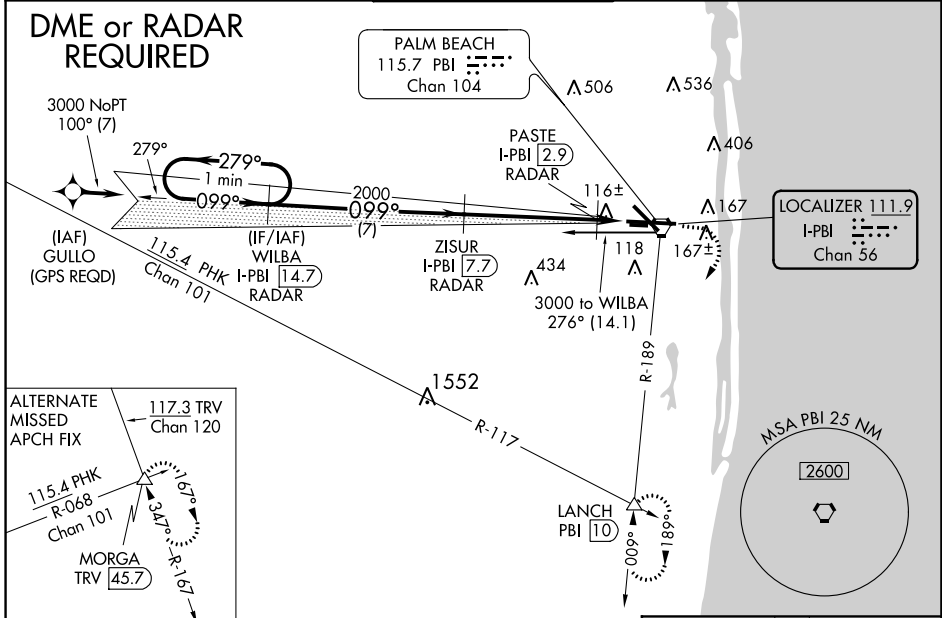 DME or RADAR
REQUIRED
PALM BEACH
115.7 PBI
Chan 104
506
536
406
3000 NoPT
100° (7)
279°
279°
1 min
099°
2000
099°
(7)
PASTE
I-PBI 2.9
RADAR
116±
167
167±
118
LOCALIZER 111.9
I-PBI
Chan 56
(IAF)
GULLO
(GPS REQD)
(IF/IAF)
WILBA
I-PBI 14.7
RADAR
ZISUR
I-PBI 7.7
RADAR
434
3000 to WILBA
276° (14.1)
115.4 PHK
Chan 101
R-189
1552
R-117
ALTERNATE
MISSED
APCH FIX
117.3 TRV
Chan 120
115.4 PHK
R-068
Chan 101
167°
347°
R-167
MORGA
TRV 45.7
LANCH
PBI 10
009°
189°
MSA PBI 25 NM
2600